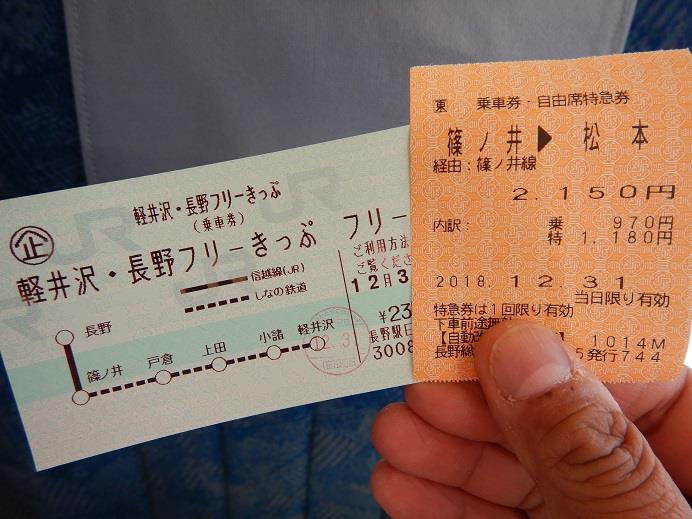 軽井沢・長野フリーきっぷ
(乗車券)
企
軽井沢・長野フリーきっぷ
信越線(JR)
しなの鉄道
長野
篠ノ井
戸倉
上田
小諸
軽井沢
フリー
ご利用方法
ご覧くださ
12月3
¥23
長野駅
3008
東 乗車券・自由席特急券
篠ノ井▶松本
経由:篠ノ井線
2,150円
内訳: 乗 970円
特 1,180円
2018.12.31
当日限り有効
特急券は1回限り有効
下車前途無効
【自動改 】 1014M
長野総 5発行744